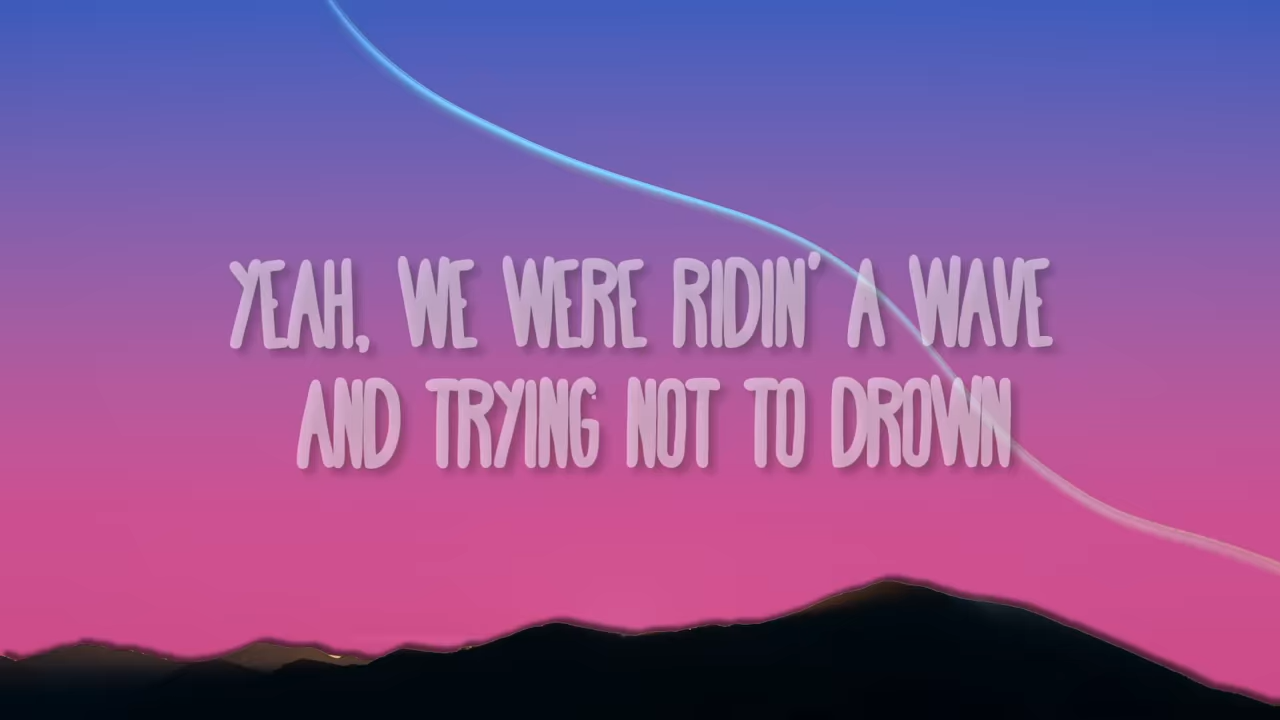 YEAH, WE WERE RIDIN' A WAVE
AND TRYING NOT TO DROWN